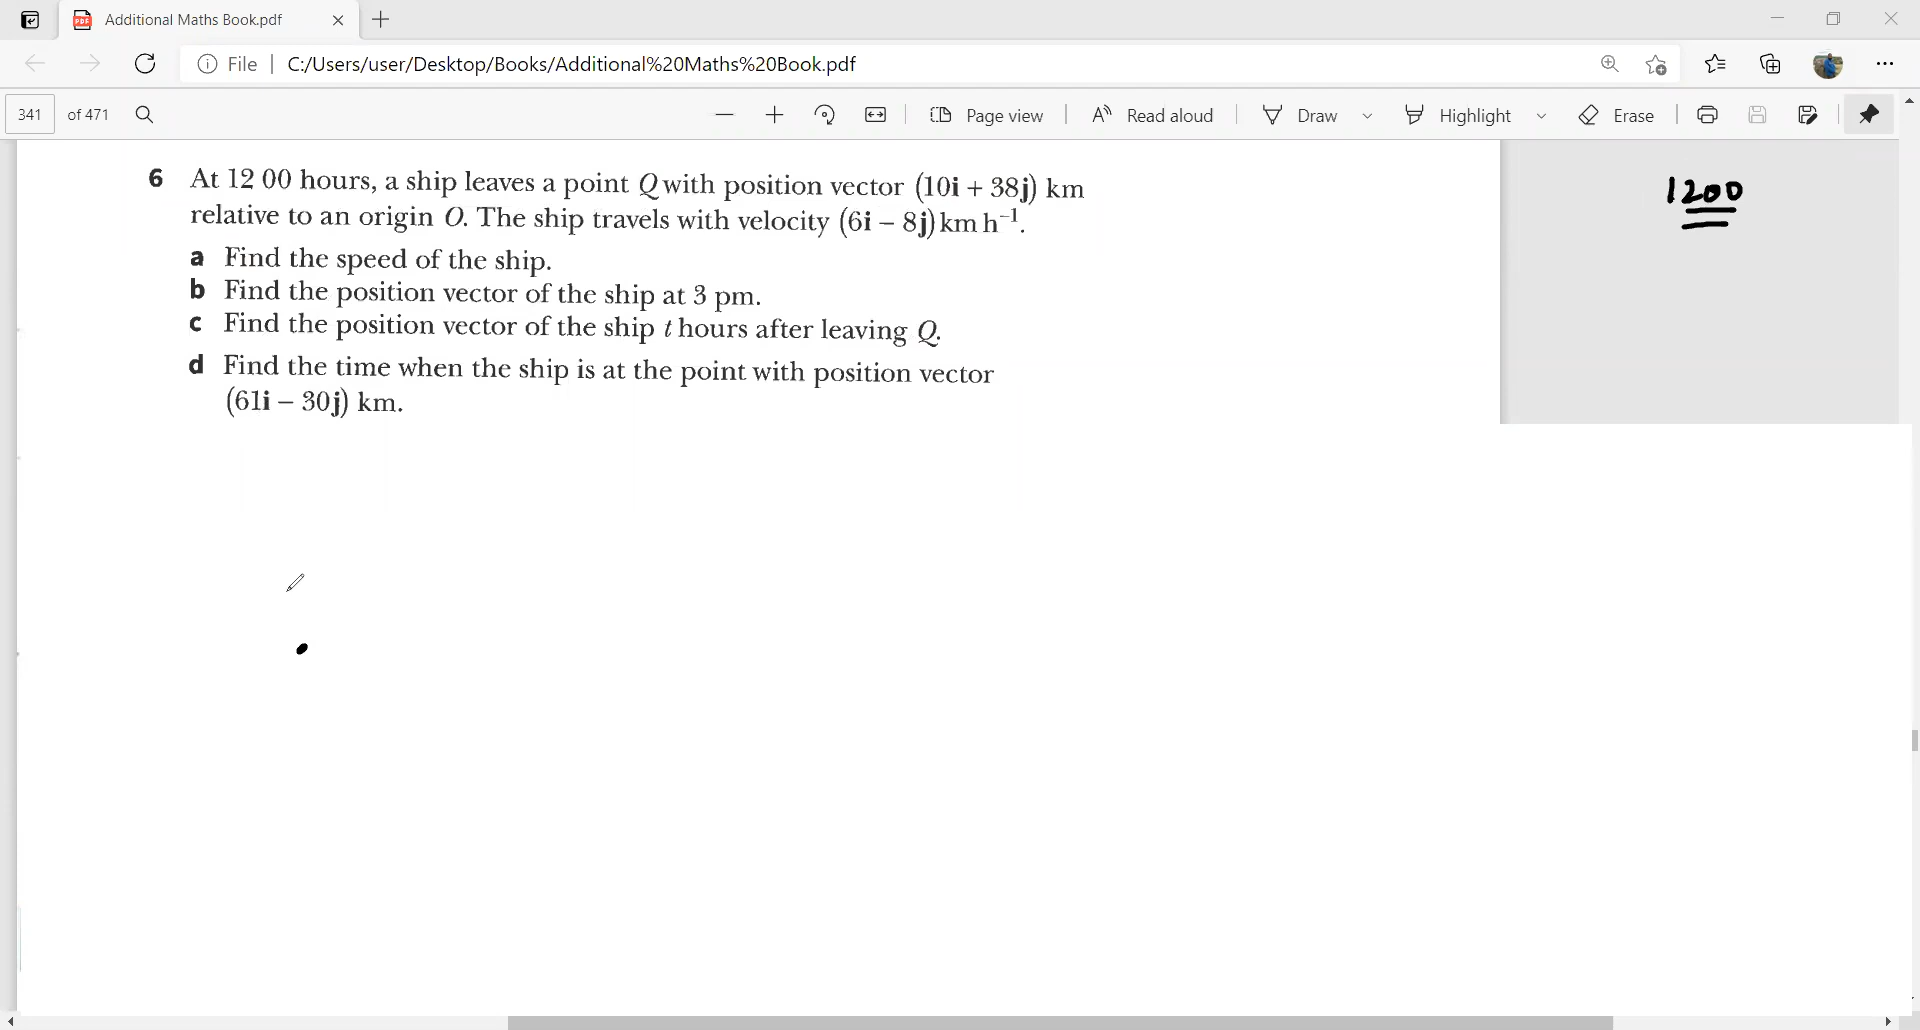 Additional Maths Book.pdf
File | C:/Users/user/Desktop/Books/Additional%20Maths%20Book.pdf
341 of 471 Page view Read aloud Draw Highlight Erase
6 At 12 00 hours, a ship leaves a point Q with position vector (10i + 38j) km
1200
relative to an origin O. The ship travels with velocity (6i − 8j) km h⁻¹.
a Find the speed of the ship.
b Find the position vector of the ship at 3 pm.
c Find the position vector of the ship t hours after leaving Q.
d Find the time when the ship is at the point with position vector
(61i − 30j) km.